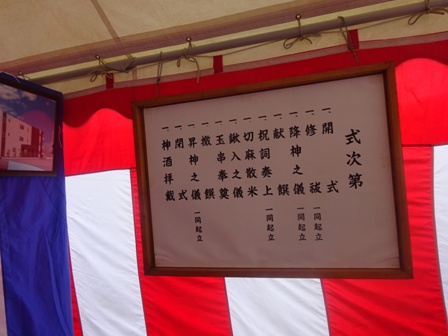 式次第
一、開式
一、修祓 一同起立
一、降神之儀 一同起立
一、献饌
一、祝詞奏上 一同起立
一、切麻散米
一、鍬入之儀
一、玉串奉奠
一、撤饌
一、昇神之儀 一同起立
一、閉式
一、神酒拝戴